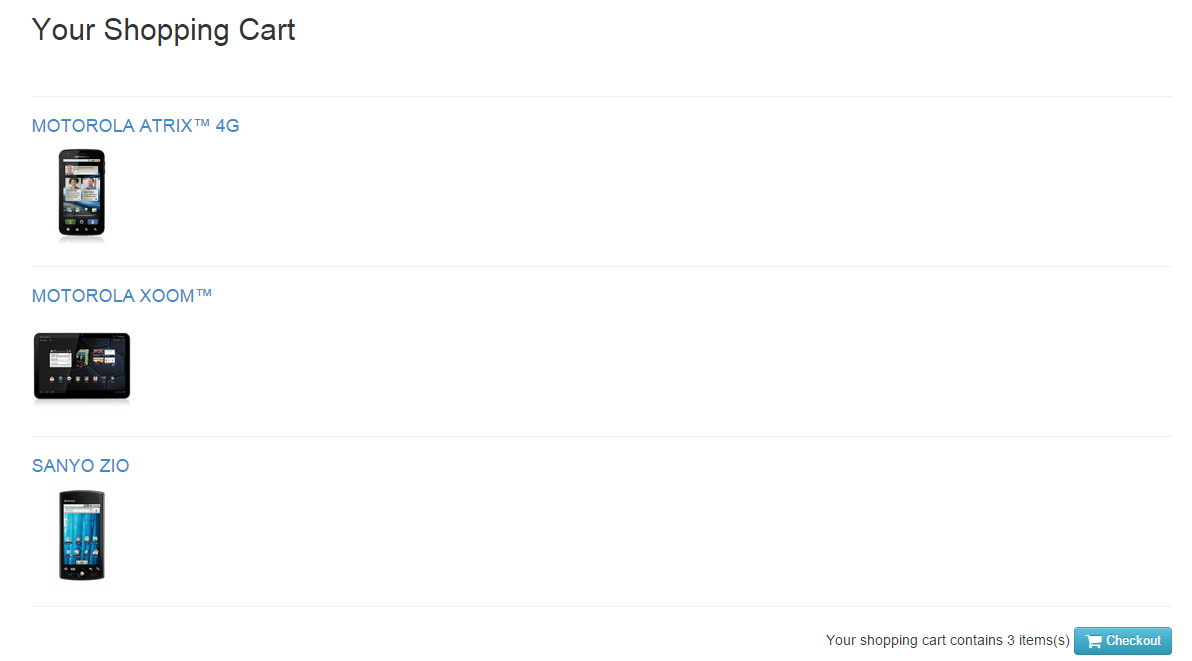 Your Shopping Cart
MOTOROLA ATRIX™ 4G
MOTOROLA XOOM™
SANYO ZIO
Your shopping cart contains 3 items(s) Checkout